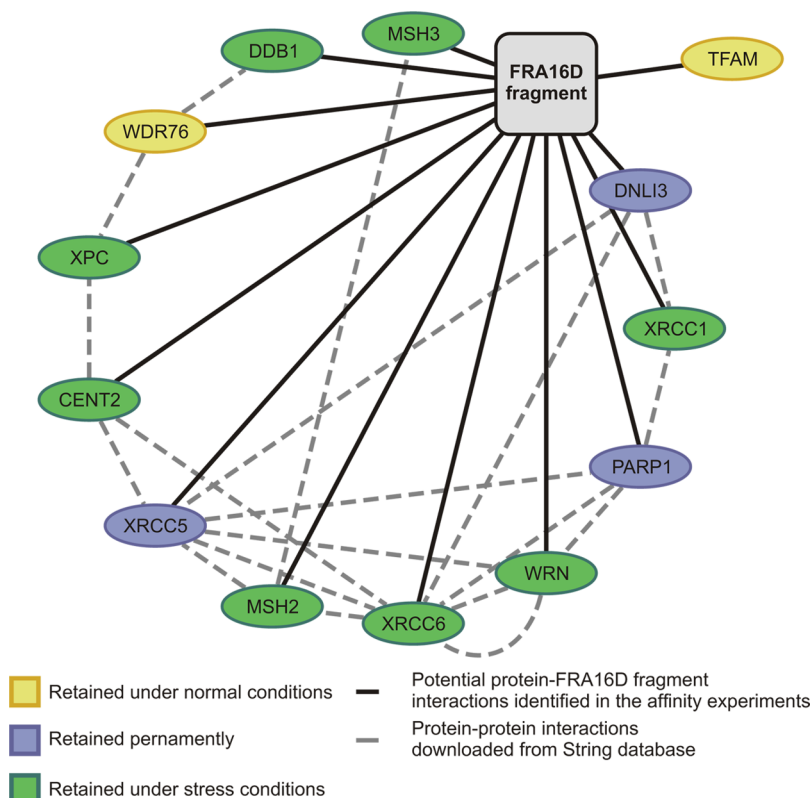 MSH3
DDB1
FRA16D
fragment
TFAM
WDR76
DNLI3
XPC
XRCC1
CENT2
PARP1
XRCC5
WRN
MSH2
XRCC6
Retained under normal conditions
Retained pernamently
Retained under stress conditions
Potential protein-FRA16D fragment
interactions identified in the affinity experiments
Protein-protein interactions
downloaded from String database